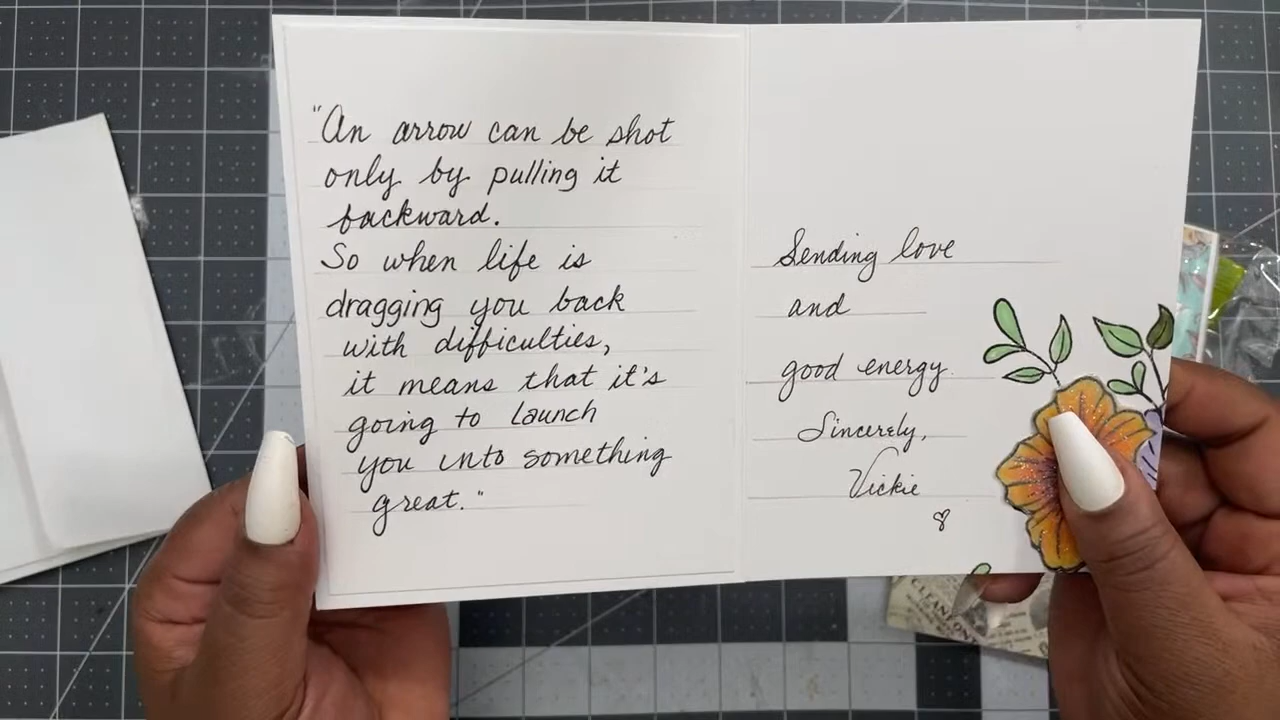 "An arrow can be shot
only by pulling it
backward.
So when life is
dragging you back
with difficulties,
it means that it's
going to launch
you into something
great."
Sending love
and
good energy.
Sincerely,
Vickie